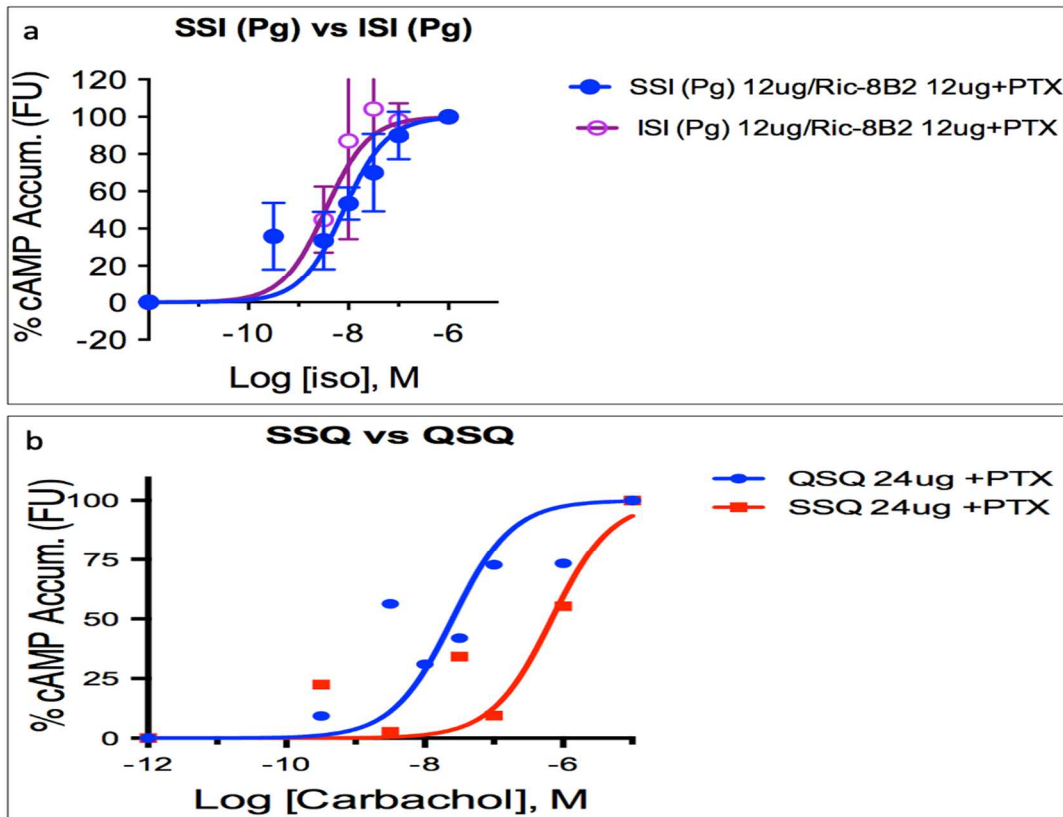 a
SSI (Pg) vs ISI (Pg)
% cAMP Accum. (FU)
120
100
80
60
40
20
0
-20
-10
-8
-6
Log [iso], M
SSI (Pg) 12ug/Ric-8B2 12ug+PTX
ISI (Pg) 12ug/Ric-8B2 12ug+PTX
b
SSQ vs QSQ
% cAMP Accum. (FU)
100
75
50
25
0
-12
-10
-8
-6
Log [Carbachol], M
QSQ 24ug +PTX
SSQ 24ug +PTX